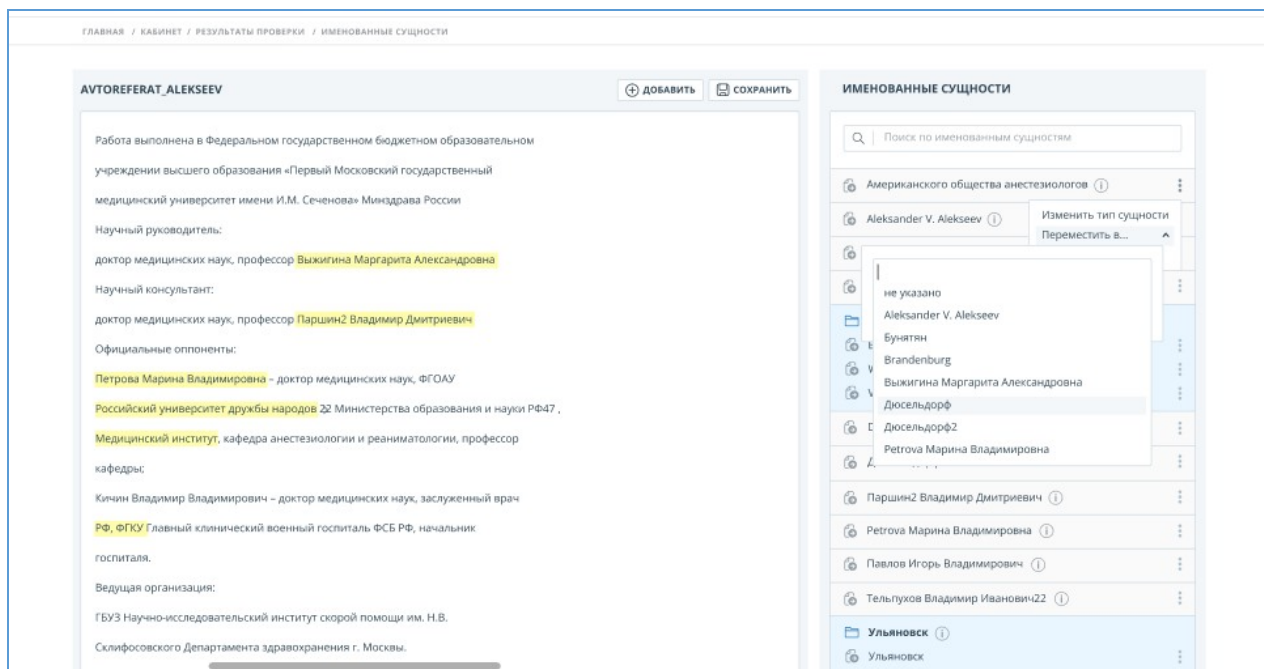 ГЛАВНАЯ / КАБИНЕТ / РЕЗУЛЬТАТЫ ПРОВЕРКИ / ИМЕНОВАННЫЕ СУЩНОСТИ
AVTOREFERAT_ALEKSEEV
ДОБАВИТЬ
СОХРАНИТЬ
Работа выполнена в Федеральном государственном бюджетном образовательном
учреждении высшего образования «Первый Московский государственный
медицинский университет имени И.М. Сеченова» Минздрава России
Научный руководитель:
доктор медицинских наук, профессор Выжигина Маргарита Александровна
Научный консультант:
доктор медицинских наук, профессор Паршин2 Владимир Дмитриевич
Официальные оппоненты:
Петрова Марина Владимировна – доктор медицинских наук, ФГОАУ
Российский университет дружбы народов 22 Министерства образования и науки РФ47 ,
Медицинский институт, кафедра анестезиологии и реаниматологии, профессор
кафедры;
Кичин Владимир Владимирович – доктор медицинских наук, заслуженный врач
РФ, ФГКУ Главный клинический военный госпиталь ФСБ РФ, начальник
госпиталя.
Ведущая организация:
ГБУЗ Научно-исследовательский институт скорой помощи им. Н.В.
Склифосовского Департамента здравохранения г. Москвы.
ИМЕНОВАННЫЕ СУЩНОСТИ
Поиск по именованным сущностям
Американского общества анестезиологов
Aleksander V. Alekseev
Изменить тип сущности
Переместить в...
не указано
Aleksander V. Alekseev
Бунятян
Brandenburg
Выжигина Маргарита Александровна
Дюсельдорф
Дюсельдорф2
Petrova Марина Владимировна
Паршин2 Владимир Дмитриевич
Petrova Марина Владимировна
Павлов Игорь Владимирович
Тельпухов Владимир Иванович22
Ульяновск
Ульяновск